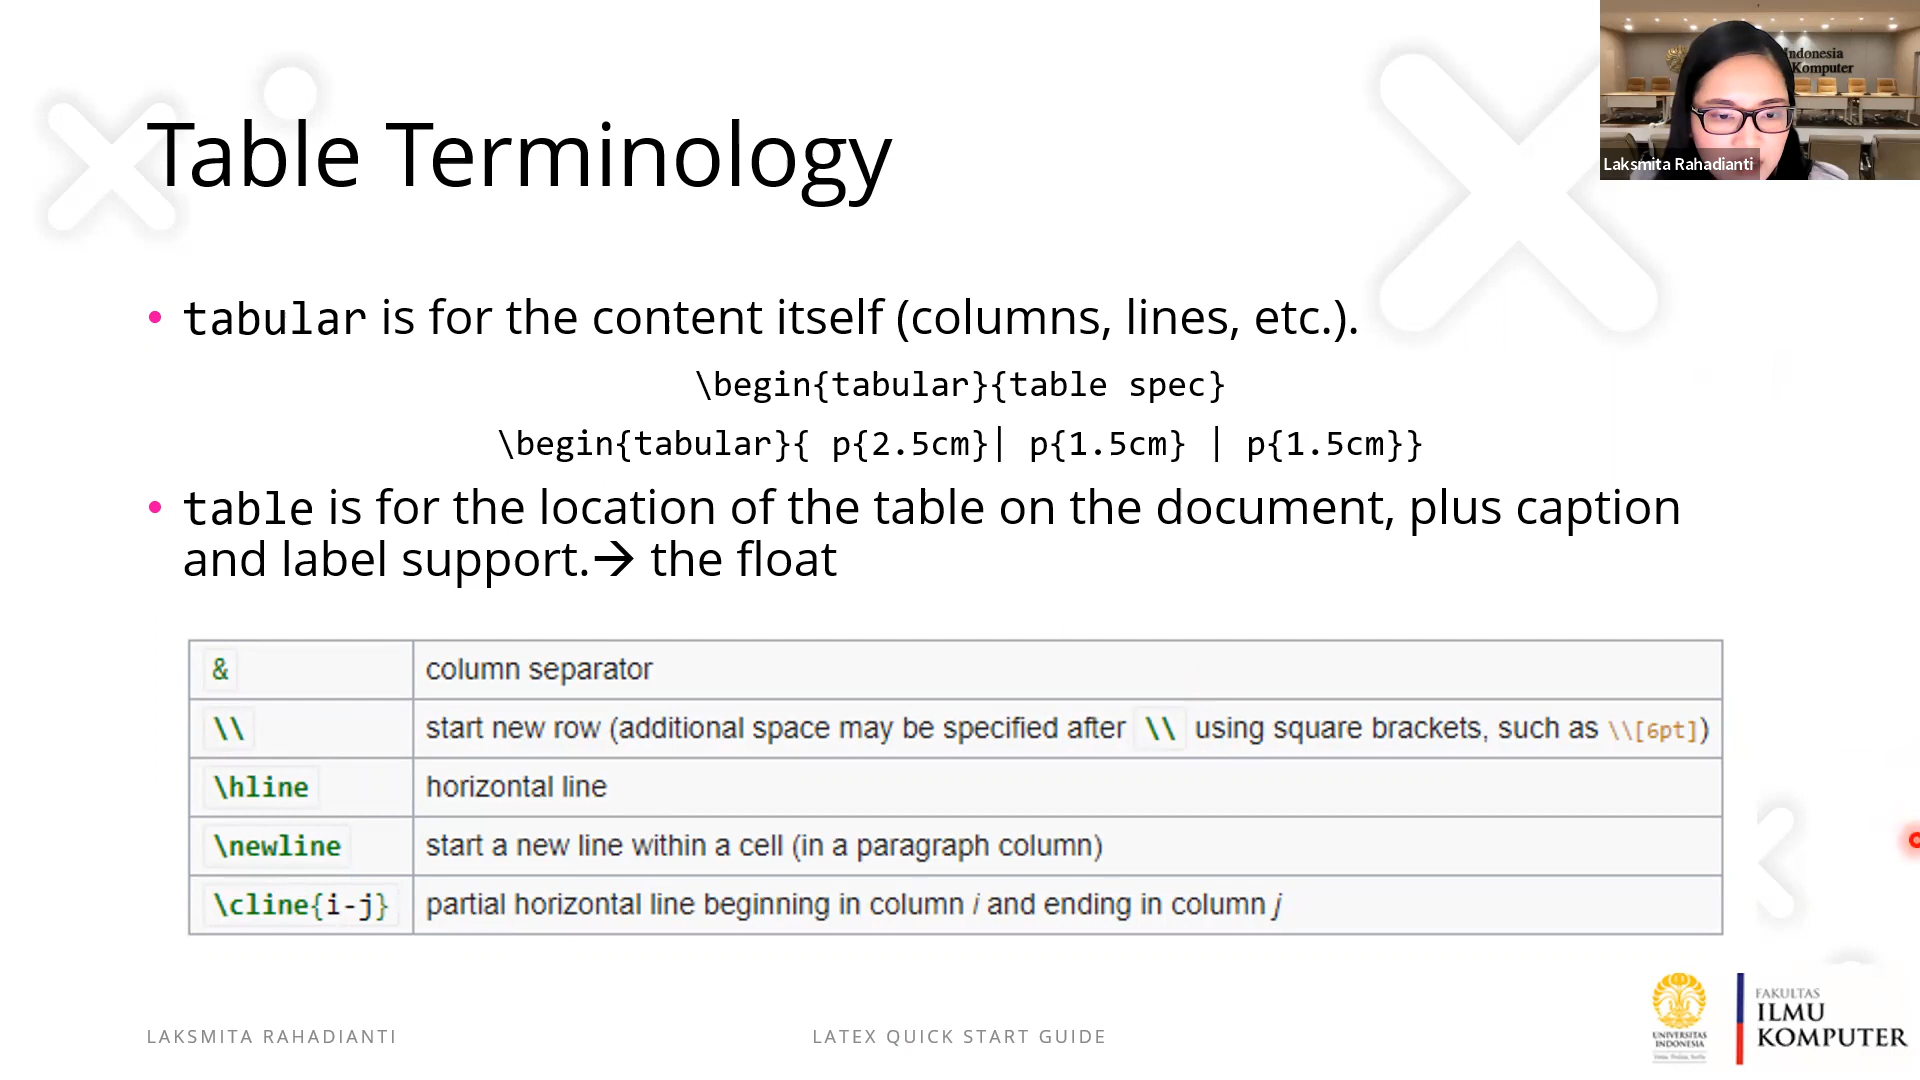 Indonesia
Komputer
Laksmita Rahadianti
Table Terminology
• tabular is for the content itself (columns, lines, etc.).
\begin{tabular}{table spec}
\begin{tabular}{ p{2.5cm}| p{1.5cm} | p{1.5cm}}
• table is for the location of the table on the document, plus caption
and label support.→ the float
& column separator
\\ start new row (additional space may be specified after \\ using square brackets, such as \\[6pt])
\hline horizontal line
\newline start a new line within a cell (in a paragraph column)
\cline{i-j} partial horizontal line beginning in column i and ending in column j
LAKSMITA RAHADIANTI
LATEX QUICK START GUIDE
UNIVERSITAS
INDONESIA
FAKULTAS
ILMU
KOMPUTER